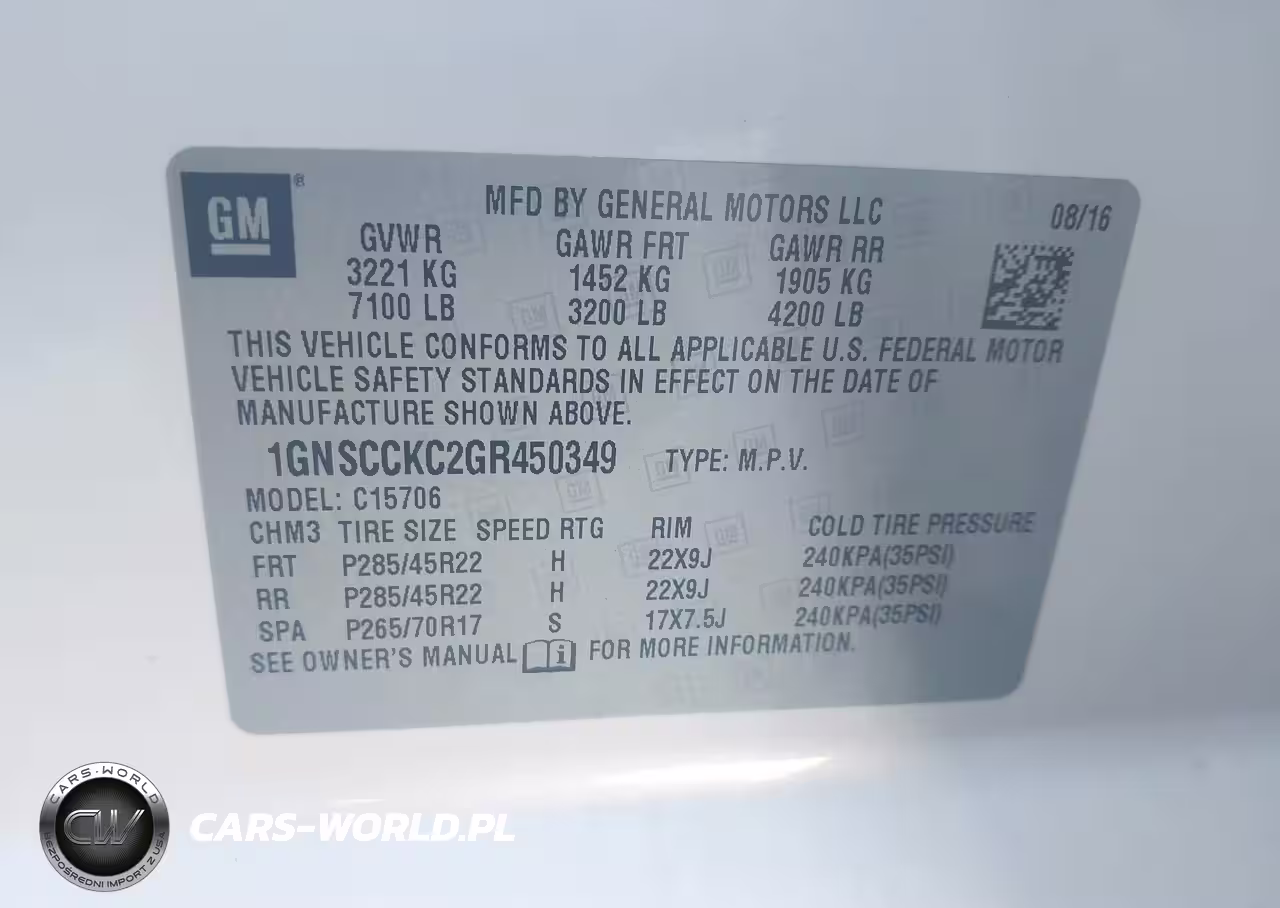 GM ®
MFD BY GENERAL MOTORS LLC 08/16
GVWR GAWR FRT GAWR RR
3221 KG 1452 KG 1905 KG
7100 LB 3200 LB 4200 LB
THIS VEHICLE CONFORMS TO ALL APPLICABLE U.S. FEDERAL MOTOR
VEHICLE SAFETY STANDARDS IN EFFECT ON THE DATE OF
MANUFACTURE SHOWN ABOVE.
1GNSCCKC2GR450349 TYPE: M.P.V.
MODEL: C15706
CHM3 TIRE SIZE SPEED RTG RIM COLD TIRE PRESSURE
FRT P285/45R22 H 22X9J 240KPA(35PSI)
RR P285/45R22 H 22X9J 240KPA(35PSI)
SPA P265/70R17 S 17X7.5J 240KPA(35PSI)
SEE OWNER'S MANUAL i FOR MORE INFORMATION.
CARS-WORLD
CW
BEZPOŚREDNI IMPORT Z USA
CARS-WORLD.PL